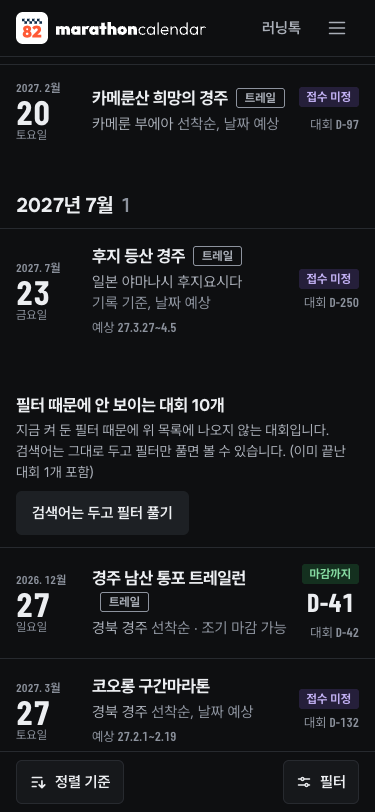 82 marathoncalendar
러닝톡
2027. 2월
20
토요일
카메룬산 희망의 경주 트레일
카메룬 부에아 선착순, 날짜 예상
접수 미정
대회 D-97
2027년 7월 1
2027. 7월
23
금요일
후지 등산 경주 트레일
일본 야마나시 후지요시다
기록 기준, 날짜 예상
예상 27.3.27~4.5
접수 미정
대회 D-250
필터 때문에 안 보이는 대회 10개
지금 켜 둔 필터 때문에 위 목록에 나오지 않는 대회입니다.
검색어는 그대로 두고 필터만 풀면 볼 수 있습니다. (이미 끝난
대회 1개 포함)
검색어는 두고 필터 풀기
2026. 12월
27
일요일
경주 남산 통포 트레일런
트레일
경북 경주 선착순 · 조기 마감 가능
마감까지
D-41
대회 D-42
2027. 3월
27
토요일
코오롱 구간마라톤
경북 경주 선착순, 날짜 예상
예상 27.2.1~2.19
접수 미정
대회 D-132
정렬 기준
필터